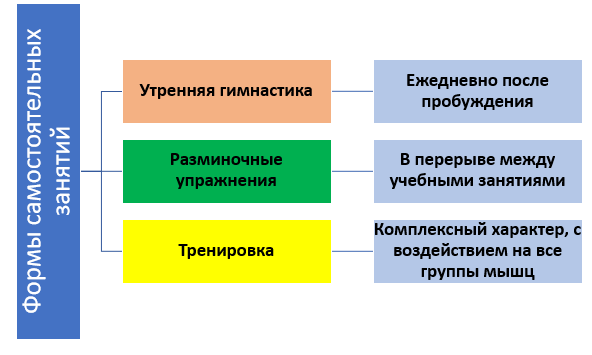 Формы самостоятельных
занятий
Утренняя гимнастика
Ежедневно после
пробуждения
Разминочные
упражнения
В перерыве между
учебными занятиями
Тренировка
Комплексный характер, с
воздействием на все
группы мышц